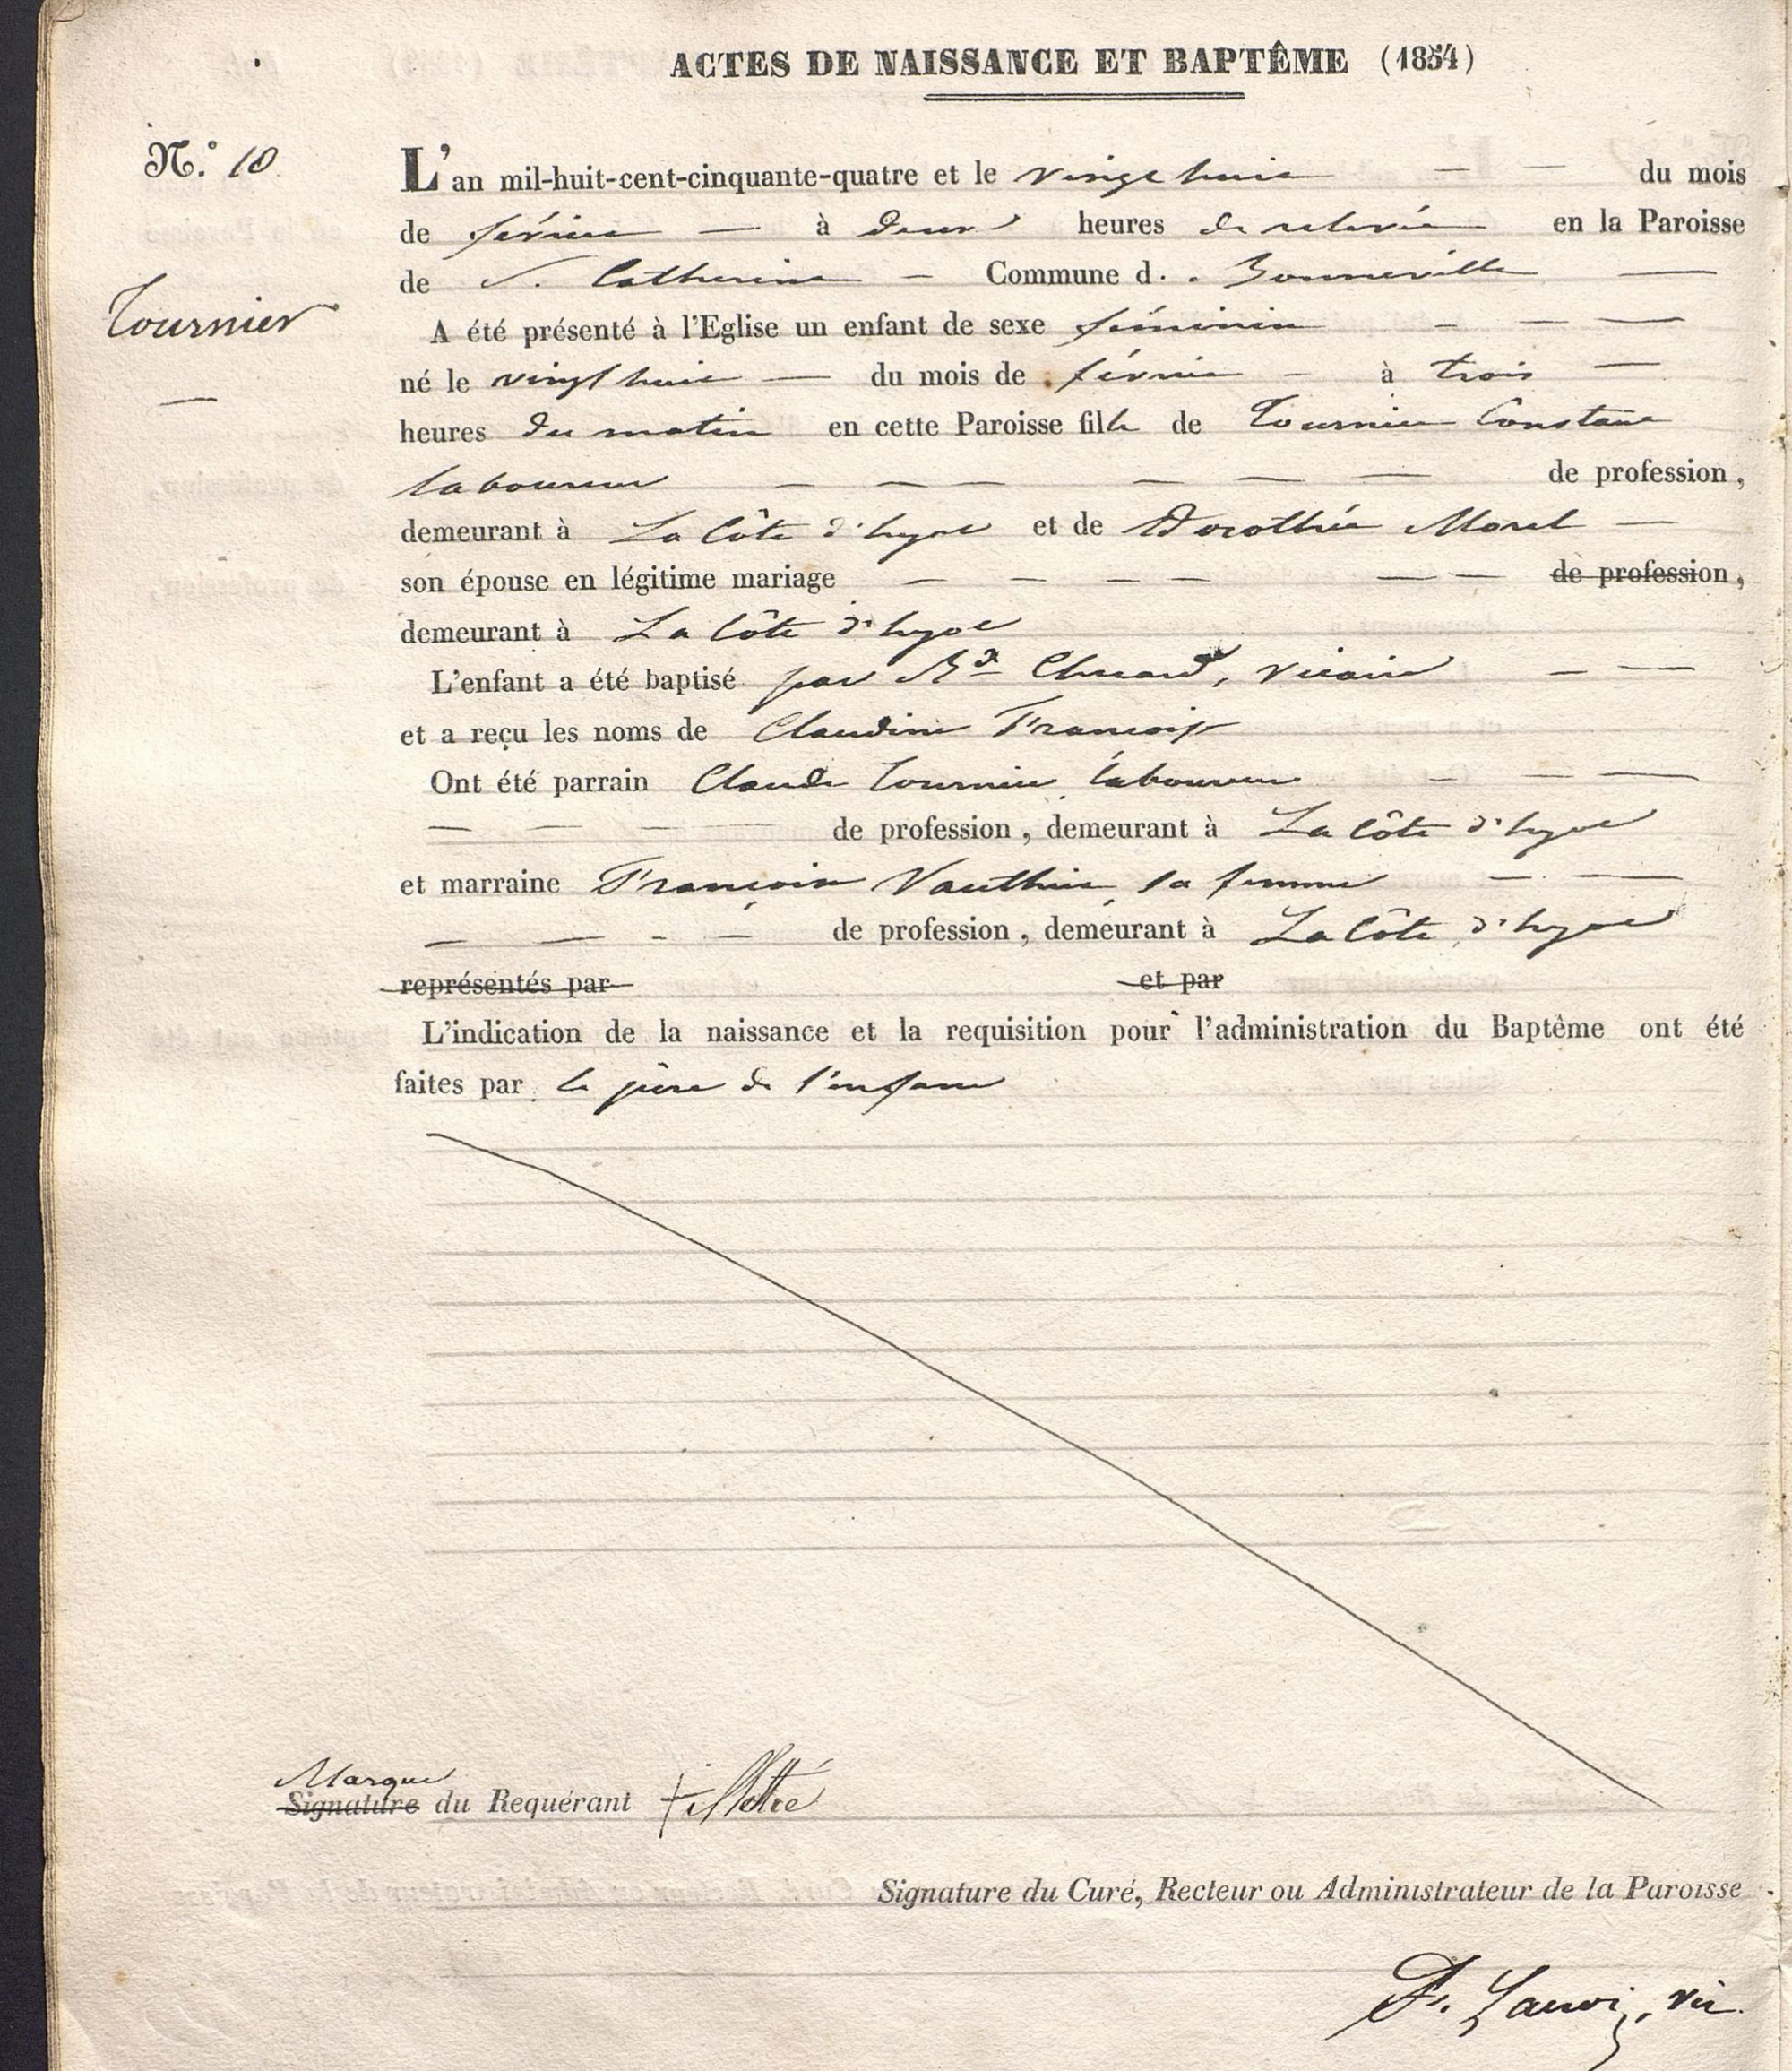 ACTES DE NAISSANCE ET BAPTÊME (1854)
N.° 10
L'an mil-huit-cent-cinquante-quatre et le vingt huit — — du mois
de février — à deux heures de relevée en la Paroisse
de S. Catherine — Commune d. . Bonneville —
Tournier
A été présenté à l'Eglise un enfant de sexe féminin — — —
né le vingt huit — du mois de février — à trois —
heures du matin en cette Paroisse fille de Tournier Constant
laboureur — — — — — — de profession,
demeurant à La Côte d'hyot et de Dorothée Morel —
son épouse en légitime mariage — — — — — — de profession,
demeurant à La Côte d'hyot
L'enfant a été baptisé par Rd vicaire — —
et a reçu les noms de Claudine Françoise
Ont été parrain Claude Tournier, laboureur — — —
— — — — de profession, demeurant à La Côte d'hyot
et marraine Françoise Vauthier, sa femme — —
— — — — de profession, demeurant à La Côte d'hyot
représentés par et par
L'indication de la naissance et la requisition pour l'administration du Baptême ont été
faites par le père de l'enfant
Marque
Signature du Requérant + illettré
Signature du Curé, Recteur ou Administrateur de la Paroisse
vic.